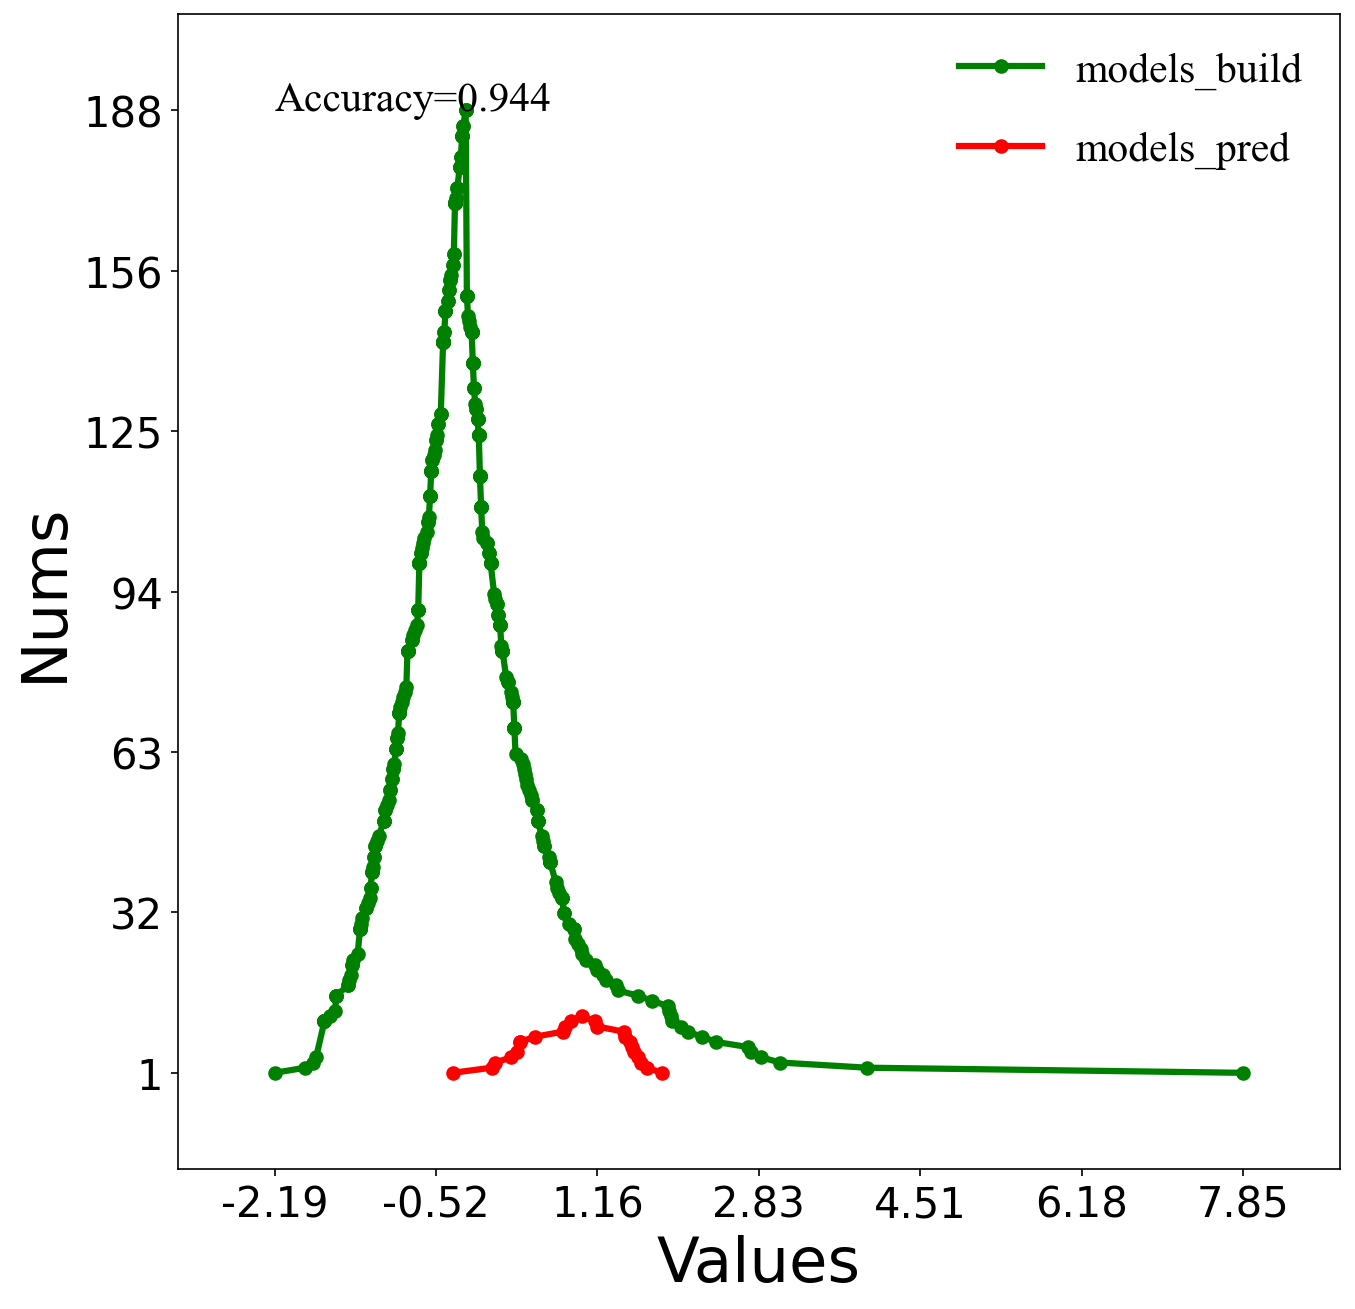 models_build
Accuracy=0.944
models_pred
188
156
125
94
63
32
1
Nums
-2.19 -0.52 1.16 2.83 4.51 6.18 7.85
Values